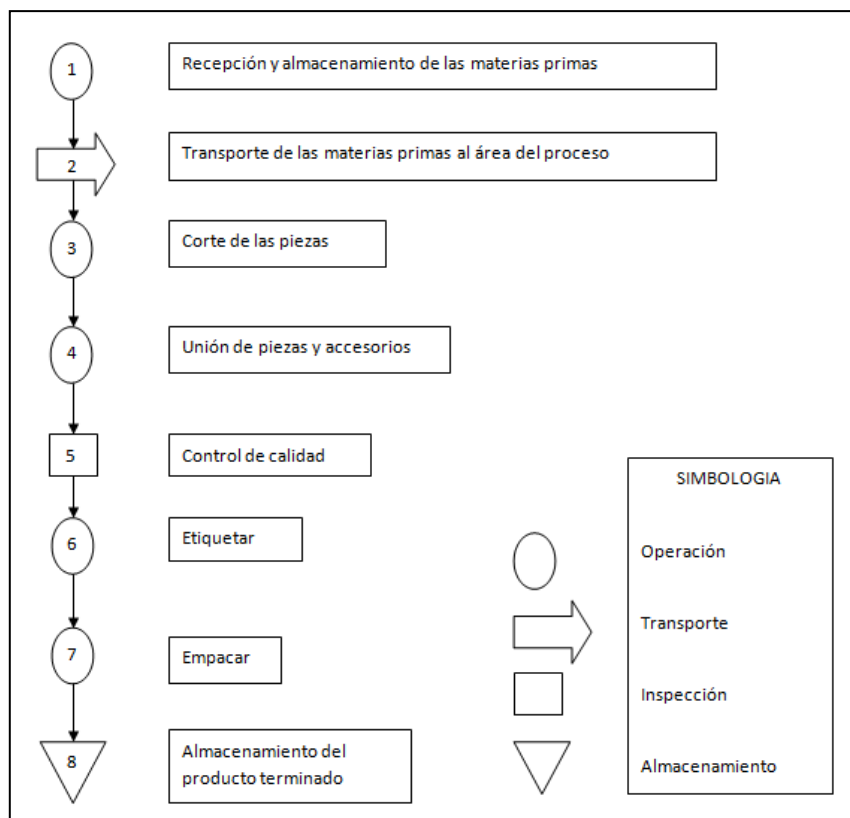 1
Recepción y almacenamiento de las materias primas
2
Transporte de las materias primas al área del proceso
3
Corte de las piezas
4
Unión de piezas y accesorios
5
Control de calidad
6
Etiquetar
7
Empacar
8
Almacenamiento del
producto terminado
SIMBOLOGIA
Operación
Transporte
Inspección
Almacenamiento